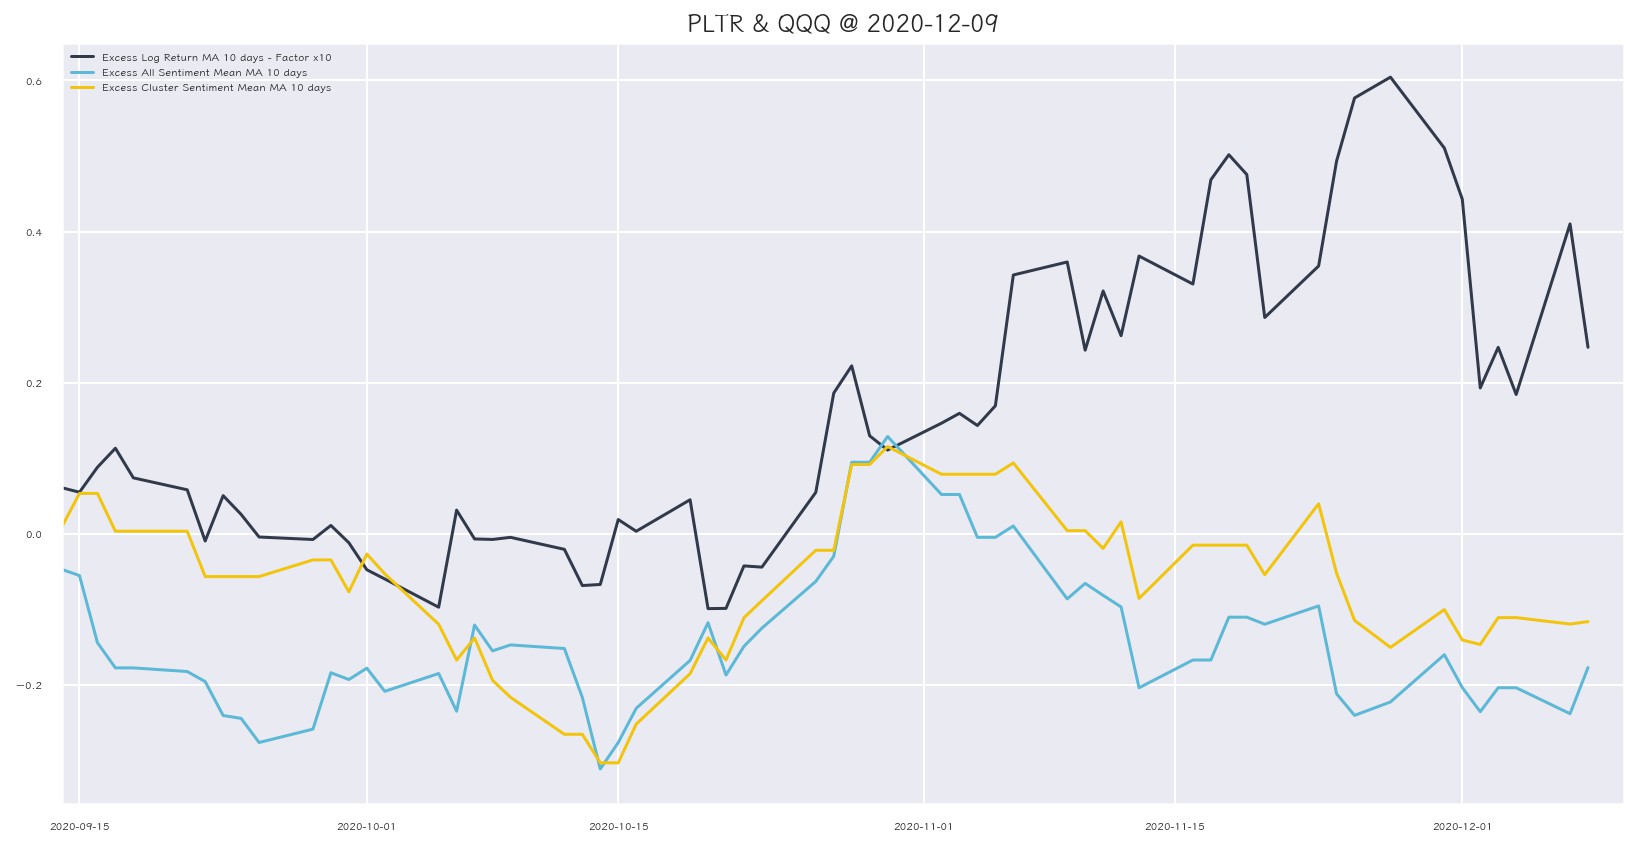 PLTR & QQQ @ 2020-12-09
Excess Log Return MA 10 days - Factor x10
Excess All Sentiment Mean MA 10 days
Excess Cluster Sentiment Mean MA 10 days
0.6
0.4
0.2
0.0
−0.2
2020-09-15 2020-10-01 2020-10-15 2020-11-01 2020-11-15 2020-12-01